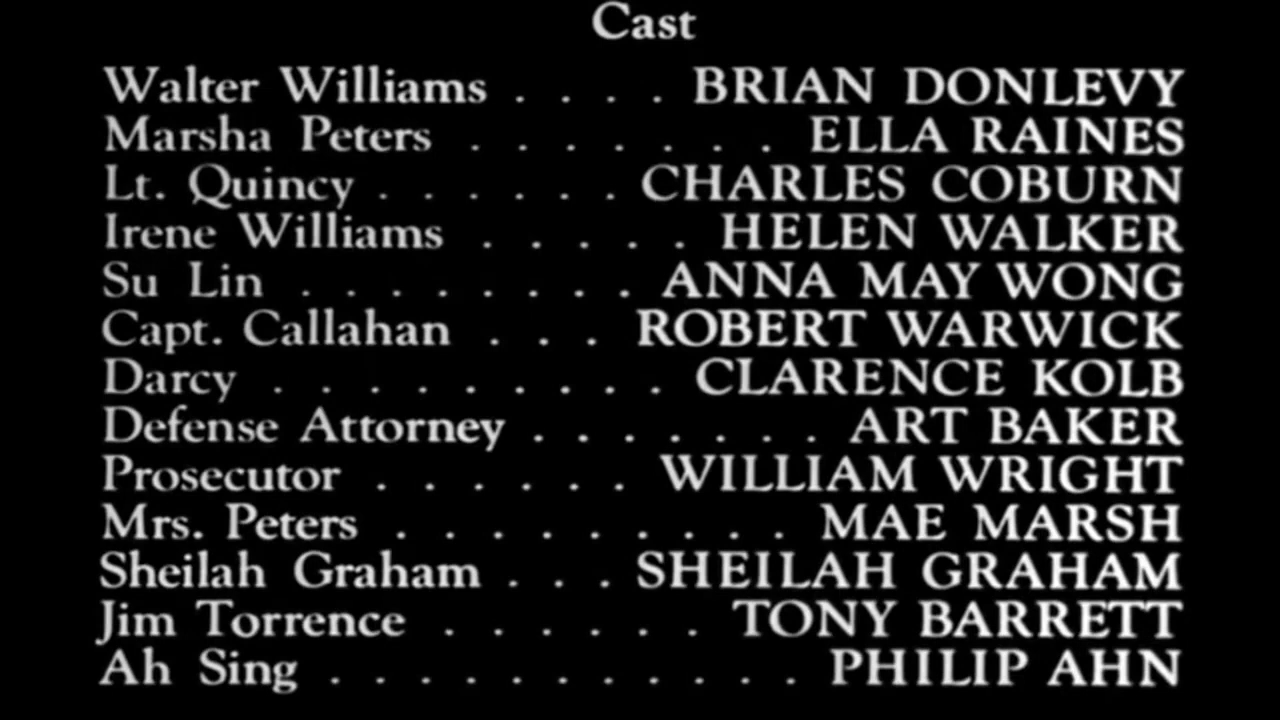 Cast
Walter Williams . . . . BRIAN DONLEVY
Marsha Peters . . . . . . . ELLA RAINES
Lt. Quincy . . . . . . CHARLES COBURN
Irene Williams . . . . . HELEN WALKER
Su Lin . . . . . . . . ANNA MAY WONG
Capt. Callahan . . . ROBERT WARWICK
Darcy . . . . . . . . . CLARENCE KOLB
Defense Attorney . . . . . . . ART BAKER
Prosecutor . . . . . . WILLIAM WRIGHT
Mrs. Peters . . . . . . . . . MAE MARSH
Sheilah Graham . . . SHEILAH GRAHAM
Jim Torrence . . . . . . TONY BARRETT
Ah Sing . . . . . . . . . . . PHILIP AHN